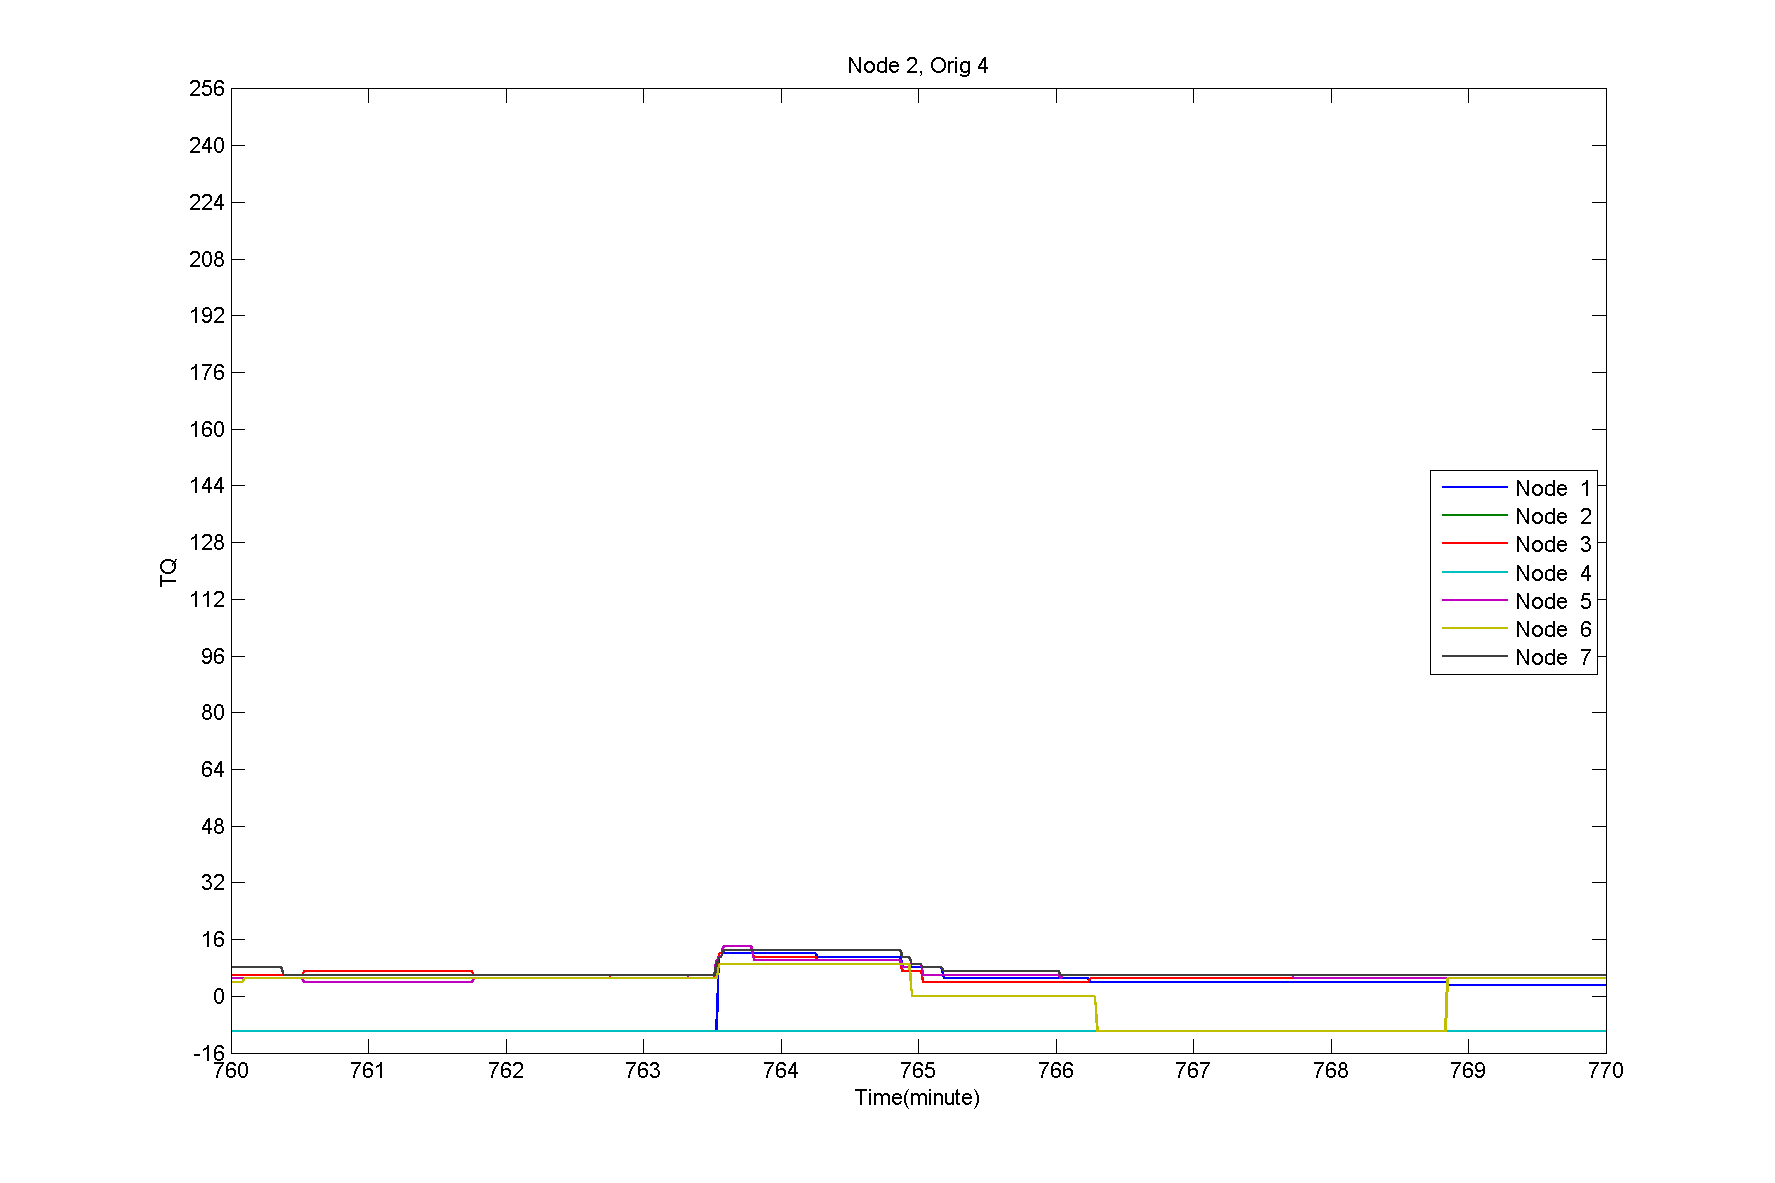 Node 2, Orig 4
256
240
224
208
192
176
160
144
128
112
96
80
64
48
32
16
0
-16
TQ
Node 1
Node 2
Node 3
Node 4
Node 5
Node 6
Node 7
760 761 762 763 764 765 766 767 768 769 770
Time(minute)